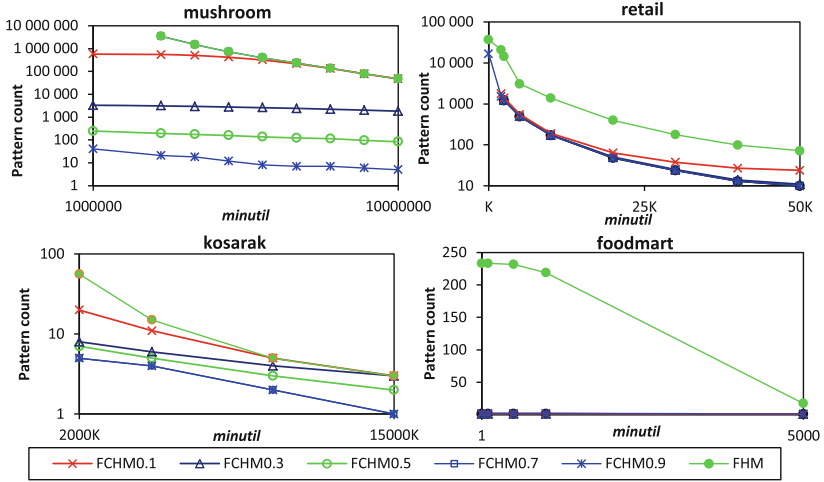 mushroom
Pattern count
10 000 000
1 000 000
100 000
10 000
1 000
100
10
1
1000000
10000000
minutil
retail
Pattern count
100 000
10 000
1 000
100
10
K
25K
50K
minutil
kosarak
Pattern count
100
10
1
2000K
15000K
minutil
foodmart
Pattern count
250
200
150
100
50
1
5000
minutil
FCHM0.1 FCHM0.3 FCHM0.5 FCHM0.7 FCHM0.9 FHM